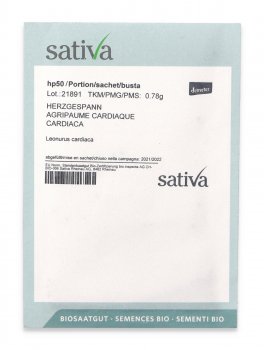 sativa
hp50 / Portion/sachet/busta
Lot.: 21891 TKM/PMG/PMS: 0.78g
demeter
HERZGESPANN
AGRIPAUME CARDIAQUE
CARDIACA
Leonurus cardiaca
abgefüllt/mise en sachet/chiuso nella campagna: 2021/2022
sativa
BIOSAATGUT - SEMENCES BIO - SEMENTI BIO